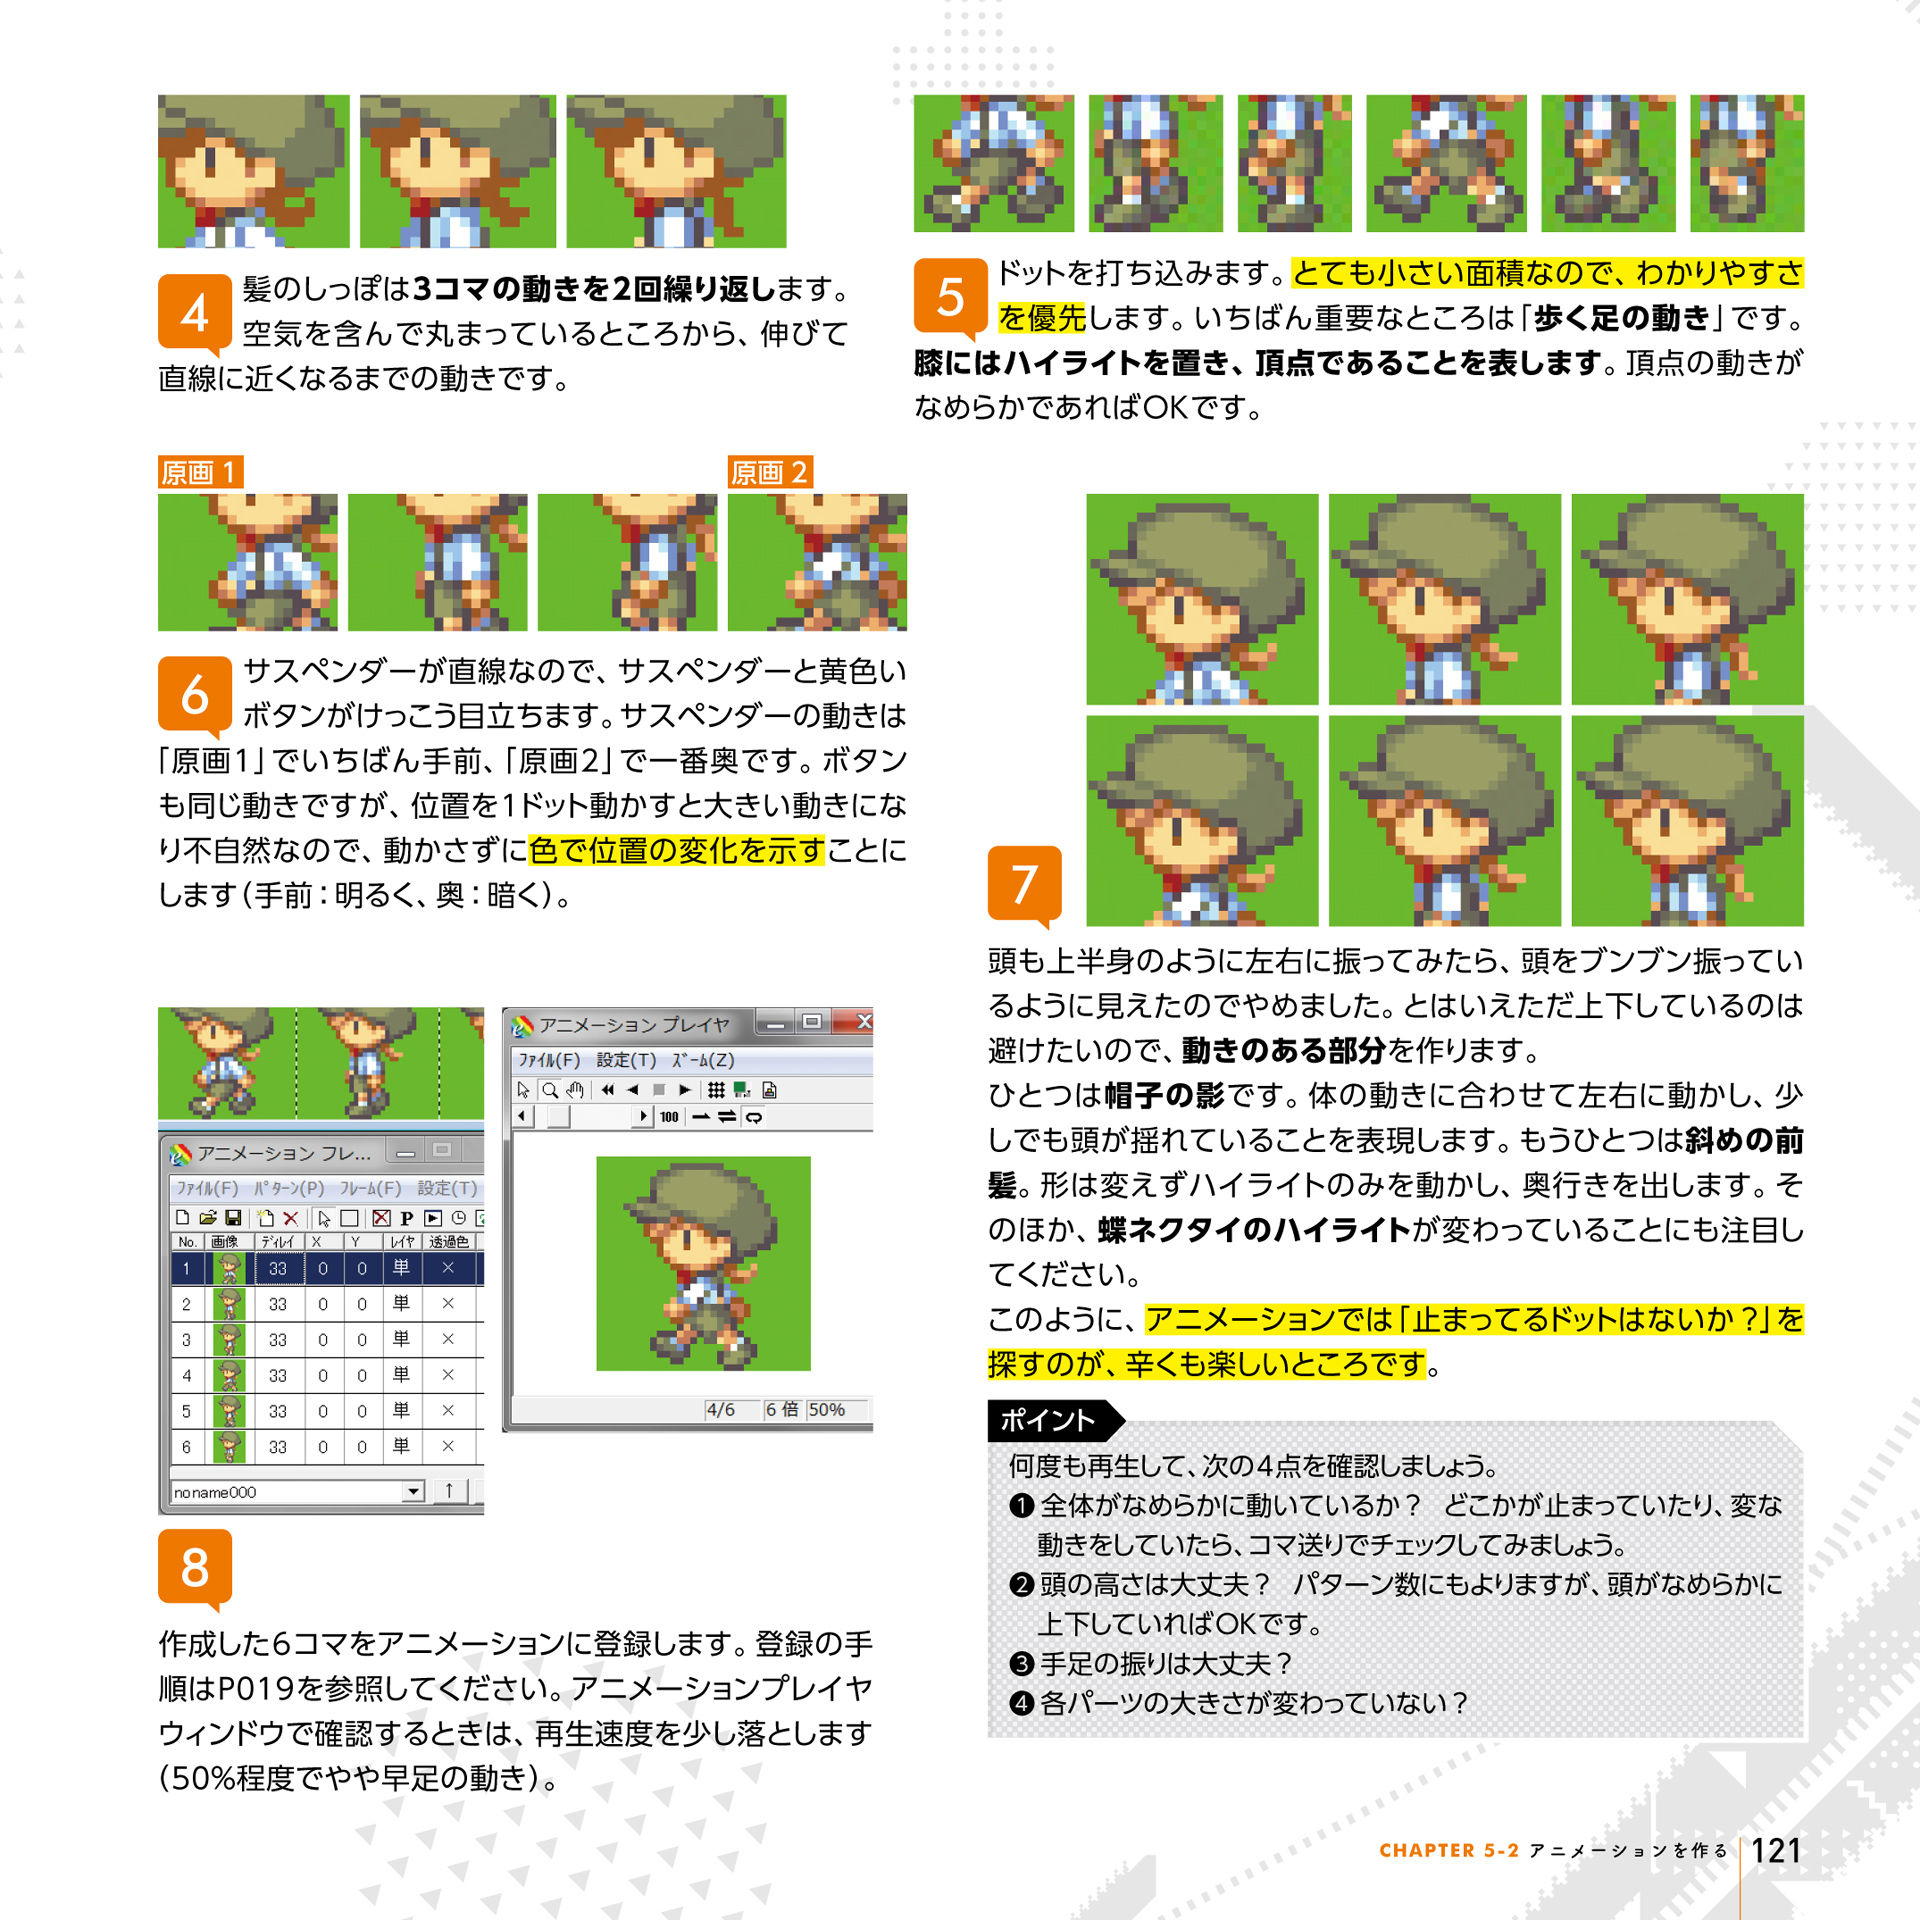 4
髪のしっぽは3コマの動きを2回繰り返します。
空気を含んで丸まっているところから、伸びて
直線に近くなるまでの動きです。
5
ドットを打ち込みます。とても小さい面積なので、わかりやすさ
を優先します。いちばん重要なところは「歩く足の動き」です。
膝にはハイライトを置き、頂点であることを表します。頂点の動きが
なめらかであればOKです。
原画1
原画2
6
サスペンダーが直線なので、サスペンダーと黄色い
ボタンがけっこう目立ちます。サスペンダーの動きは
「原画1」でいちばん手前、「原画2」で一番奥です。ボタン
も同じ動きですが、位置を1ドット動かすと大きい動きにな
り不自然なので、動かさずに色で位置の変化を示すことに
します（手前：明るく、奥：暗く）。
7
頭も上半身のように左右に振ってみたら、頭をブンブン振ってい
るように見えたのでやめました。とはいえただ上下しているのは
避けたいので、動きのある部分を作ります。
ひとつは帽子の影です。体の動きに合わせて左右に動かし、少
しでも頭が揺れていることを表現します。もうひとつは斜めの前
髪。形は変えずハイライトのみを動かし、奥行きを出します。そ
のほか、蝶ネクタイのハイライトが変わっていることにも注目し
てください。
このように、アニメーションでは「止まってるドットはないか？」を
探すのが、辛くも楽しいところです。
アニメーション フレ...
ﾌｧｲﾙ(F) ﾊﾟﾀｰﾝ(P) ﾌﾚｰﾑ(F) 設定(T)
P
No. 画像 ﾃﾞｨﾚｲ X Y ﾚｲﾔ 透過色
1 33 0 0 単 ×
2 33 0 0 単 ×
3 33 0 0 単 ×
4 33 0 0 単 ×
5 33 0 0 単 ×
6 33 0 0 単 ×
noname000 ↑
アニメーション プレイヤ
ﾌｧｲﾙ(F) 設定(T) ｽﾞｰﾑ(Z)
100
4/6 6 倍 50%
8
作成した6コマをアニメーションに登録します。登録の手
順はP019を参照してください。アニメーションプレイヤ
ウィンドウで確認するときは、再生速度を少し落とします
（50%程度でやや早足の動き）。
ポイント
何度も再生して、次の4点を確認しましょう。
❶全体がなめらかに動いているか？　どこかが止まっていたり、変な
動きをしていたら、コマ送りでチェックしてみましょう。
❷頭の高さは大丈夫？　パターン数にもよりますが、頭がなめらかに
上下していればOKです。
❸手足の振りは大丈夫？
❹各パーツの大きさが変わっていない？
CHAPTER 5-2 アニメーションを作る 121